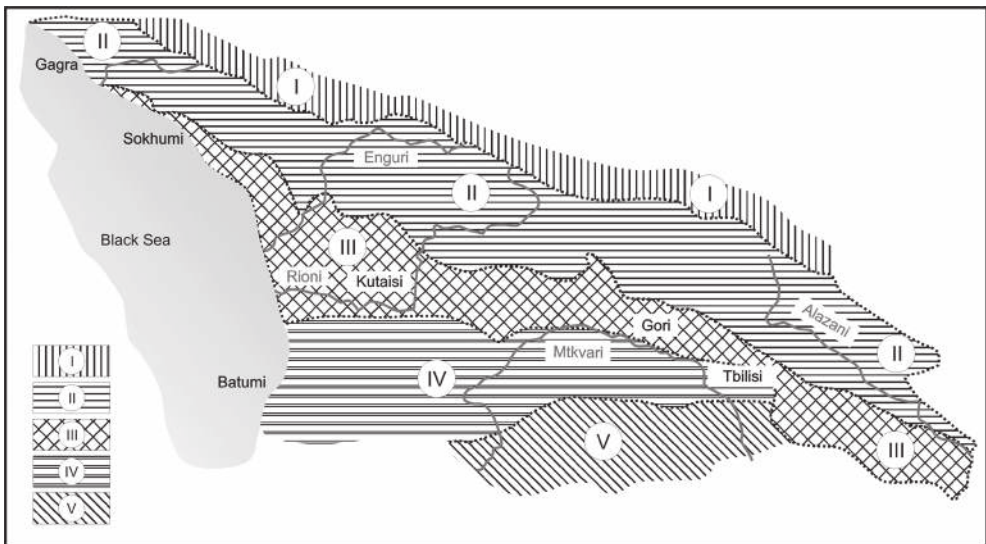 II
Gagra
I
Sokhumi
Enguri
II
I
Black Sea
III
Rioni
Kutaisi
Gori
Alazani
Mtkvari
II
I
Batumi
IV
Tbilisi
II
V
III
III
IV
V